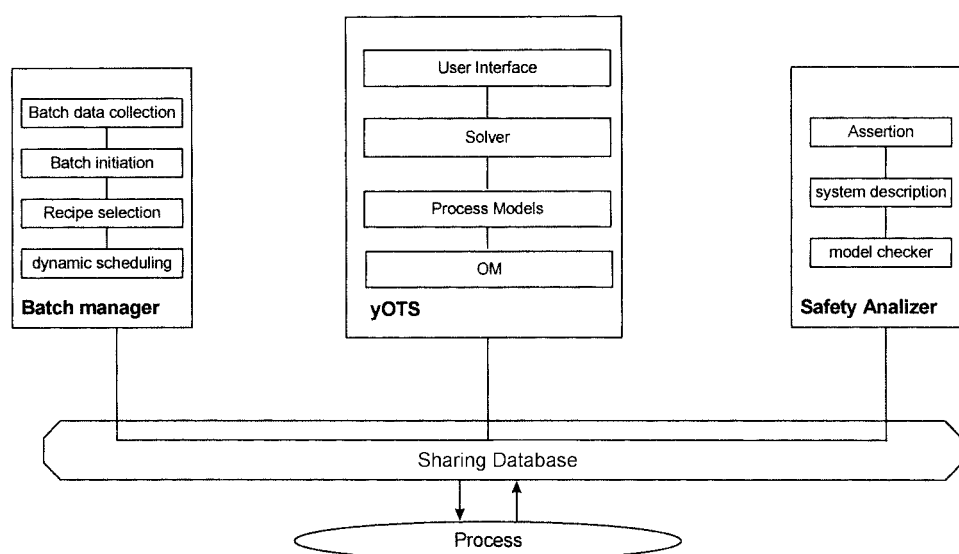 Batch data collection
Batch initiation
Recipe selection
dynamic scheduling
Batch manager
User Interface
Solver
Process Models
OM
yOTS
Assertion
system description
model checker
Safety Analizer
Sharing Database
Process